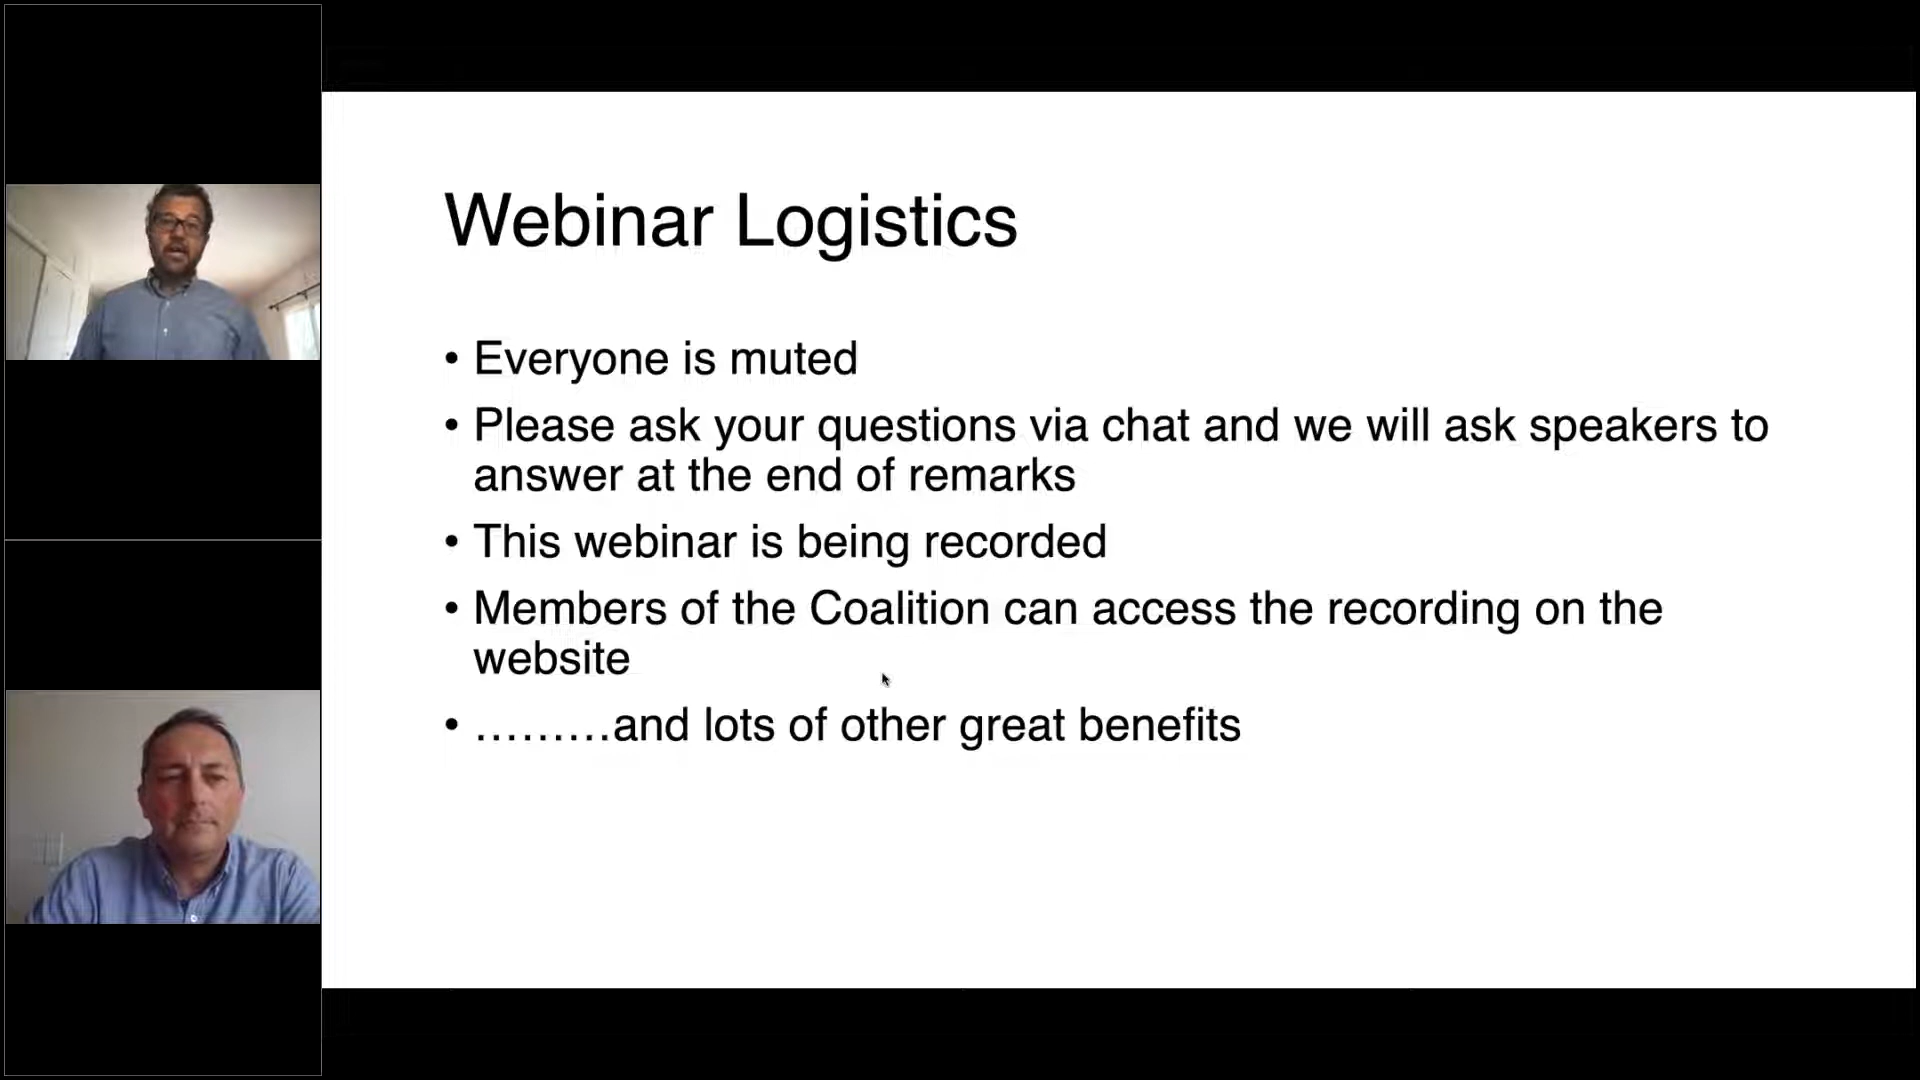 Webinar Logistics
• Everyone is muted
• Please ask your questions via chat and we will ask speakers to
answer at the end of remarks
• This webinar is being recorded
• Members of the Coalition can access the recording on the
website
• ………and lots of other great benefits